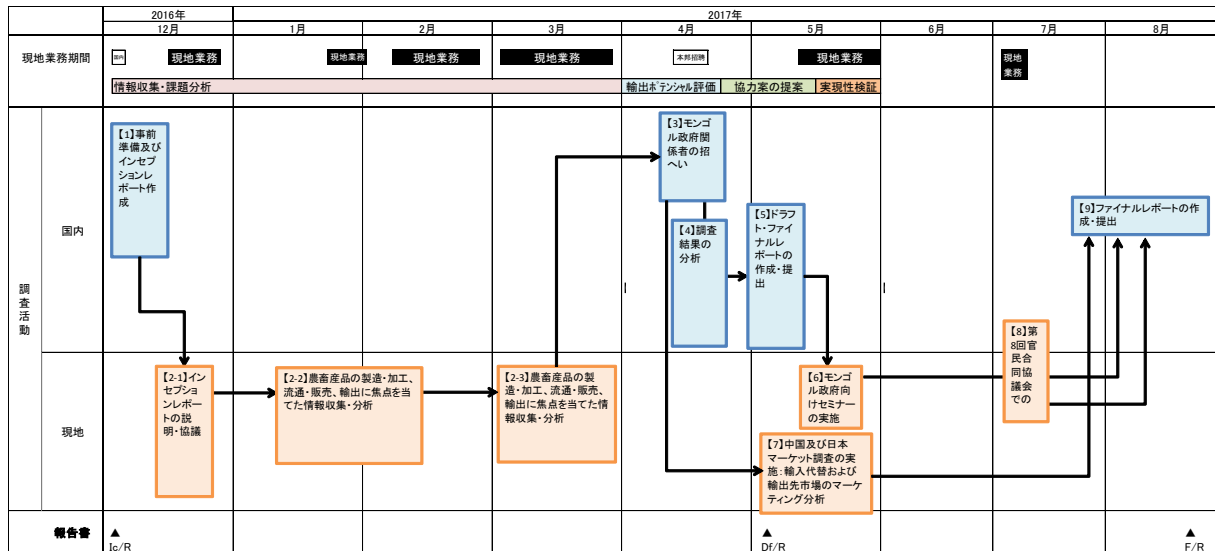 2016年
2017年
12月
1月
2月
3月
4月
5月
6月
7月
8月
現地業務期間
国内
現地業務
現地業務
現地業務
現地業務
本邦招聘
現地業務
現地
業務
情報収集・課題分析
輸出ﾎﾟﾃﾝｼｬﾙ評価
協力案の提案
実現性検証
調査活動
国内
【1】事前
準備及び
インセプ
ションレ
ポート作
成
【3】モンゴ
ル政府関
係者の招
へい
【4】調査
結果の
分析
【5】ドラフ
ト・ファイ
ナルレ
ポートの
作成・提
出
【9】ファイナルレポートの作
成・提出
現地
【2-1】イン
セプション
レポート
の説
明・協議
【2-2】農畜産品の製造・加工、
流通・販売、輸出に焦点を当
てた情報収集・分析
【2-3】農畜産品の製
造・加工、流通・販売、
輸出に焦点を当てた情
報収集・分析
【6】モンゴル
政府向
けセミナー
の実施
【7】中国及び日本
マーケット調査の実
施：輸入代替および
輸出先市場のマーケ
ティング分析
【8】第
8回官
民合
同協
議会
での
報告書
▲
Ic/R
▲
Df/R
▲
F/R